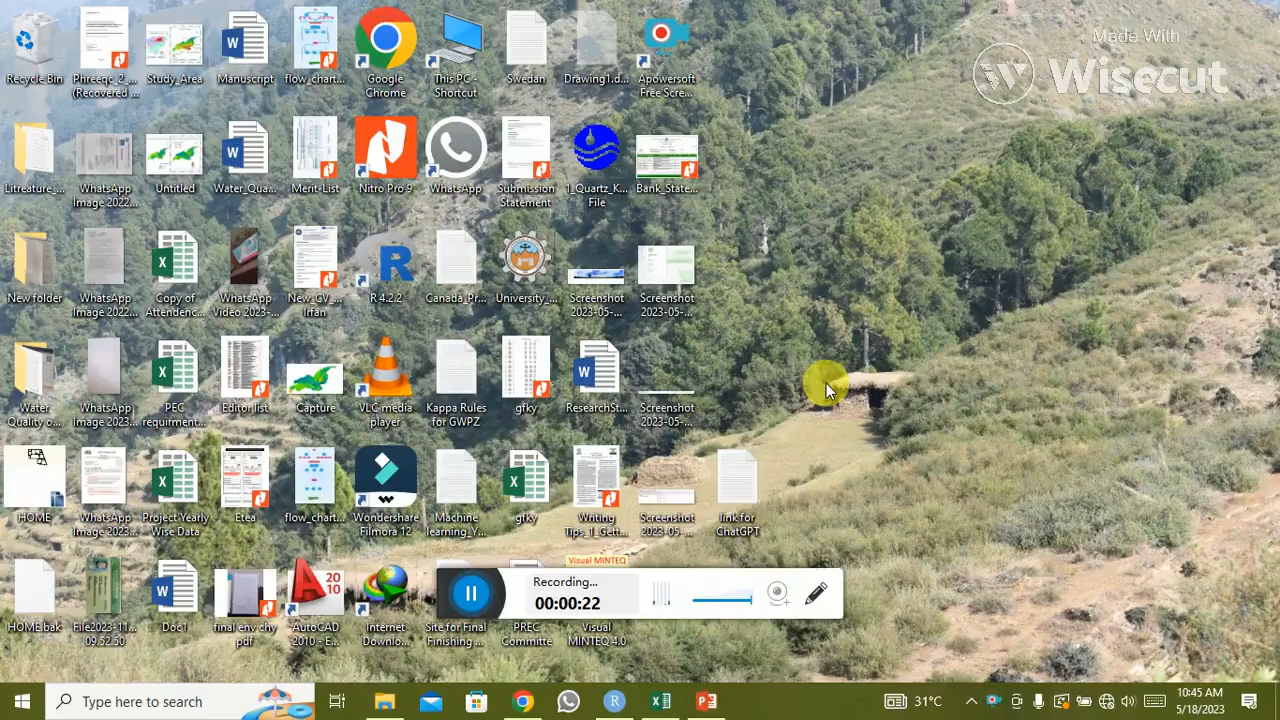 Made With
Wisecut
Recycle Bin
Phreeqc_2_...
(Recovered ...
Study_Area
Manuscript
flow_chart...
Google
Chrome
This PC -
Shortcut
Swedan
Drawing1.d...
Apowersoft
Free Scre...
Litreature_...
WhatsApp
Image 2022...
Untitled
Water_Qua...
Merit-List
Nitro Pro 9
WhatsApp
Submission
Statement
1_Quartz_K...
File
Bank_State...
New folder
WhatsApp
Image 2022...
Copy of
Attendenc...
WhatsApp
Video 2023-...
New_CV_...
Irfan
R 4.2.2
Canada_Pr...
University_...
Screenshot
2023-05-...
Screenshot
2023-05-...
Water
Quality o...
WhatsApp
Image 2023...
PEC
requirment...
Editor list
Capture
VLC media
player
Kappa Rules
for GWPZ
gfky
ResearchSt...
Screenshot
2023-05-...
HOME
WhatsApp
Image 2023...
Project Yearly
Wise Data
Etea
flow_chart...
Wondershare
Filmora 12
Machine
learning_Y...
gfky
Writing
Tips_1_Gett...
Screenshot
2023-05-...
link for
ChatGPT
Visual MINTEQ
Recording...
00:00:22
HOME.bak
File2023-11...
09.52.50
Doc1
final env chv
pdf
2010
AutoCAD
2010 - E...
Internet
Downlo...
Site for Final
Finishing ...
PREC
Committe
Visual
MINTEQ 4.0
Type here to search
31°C
10:45 AM
5/18/2023